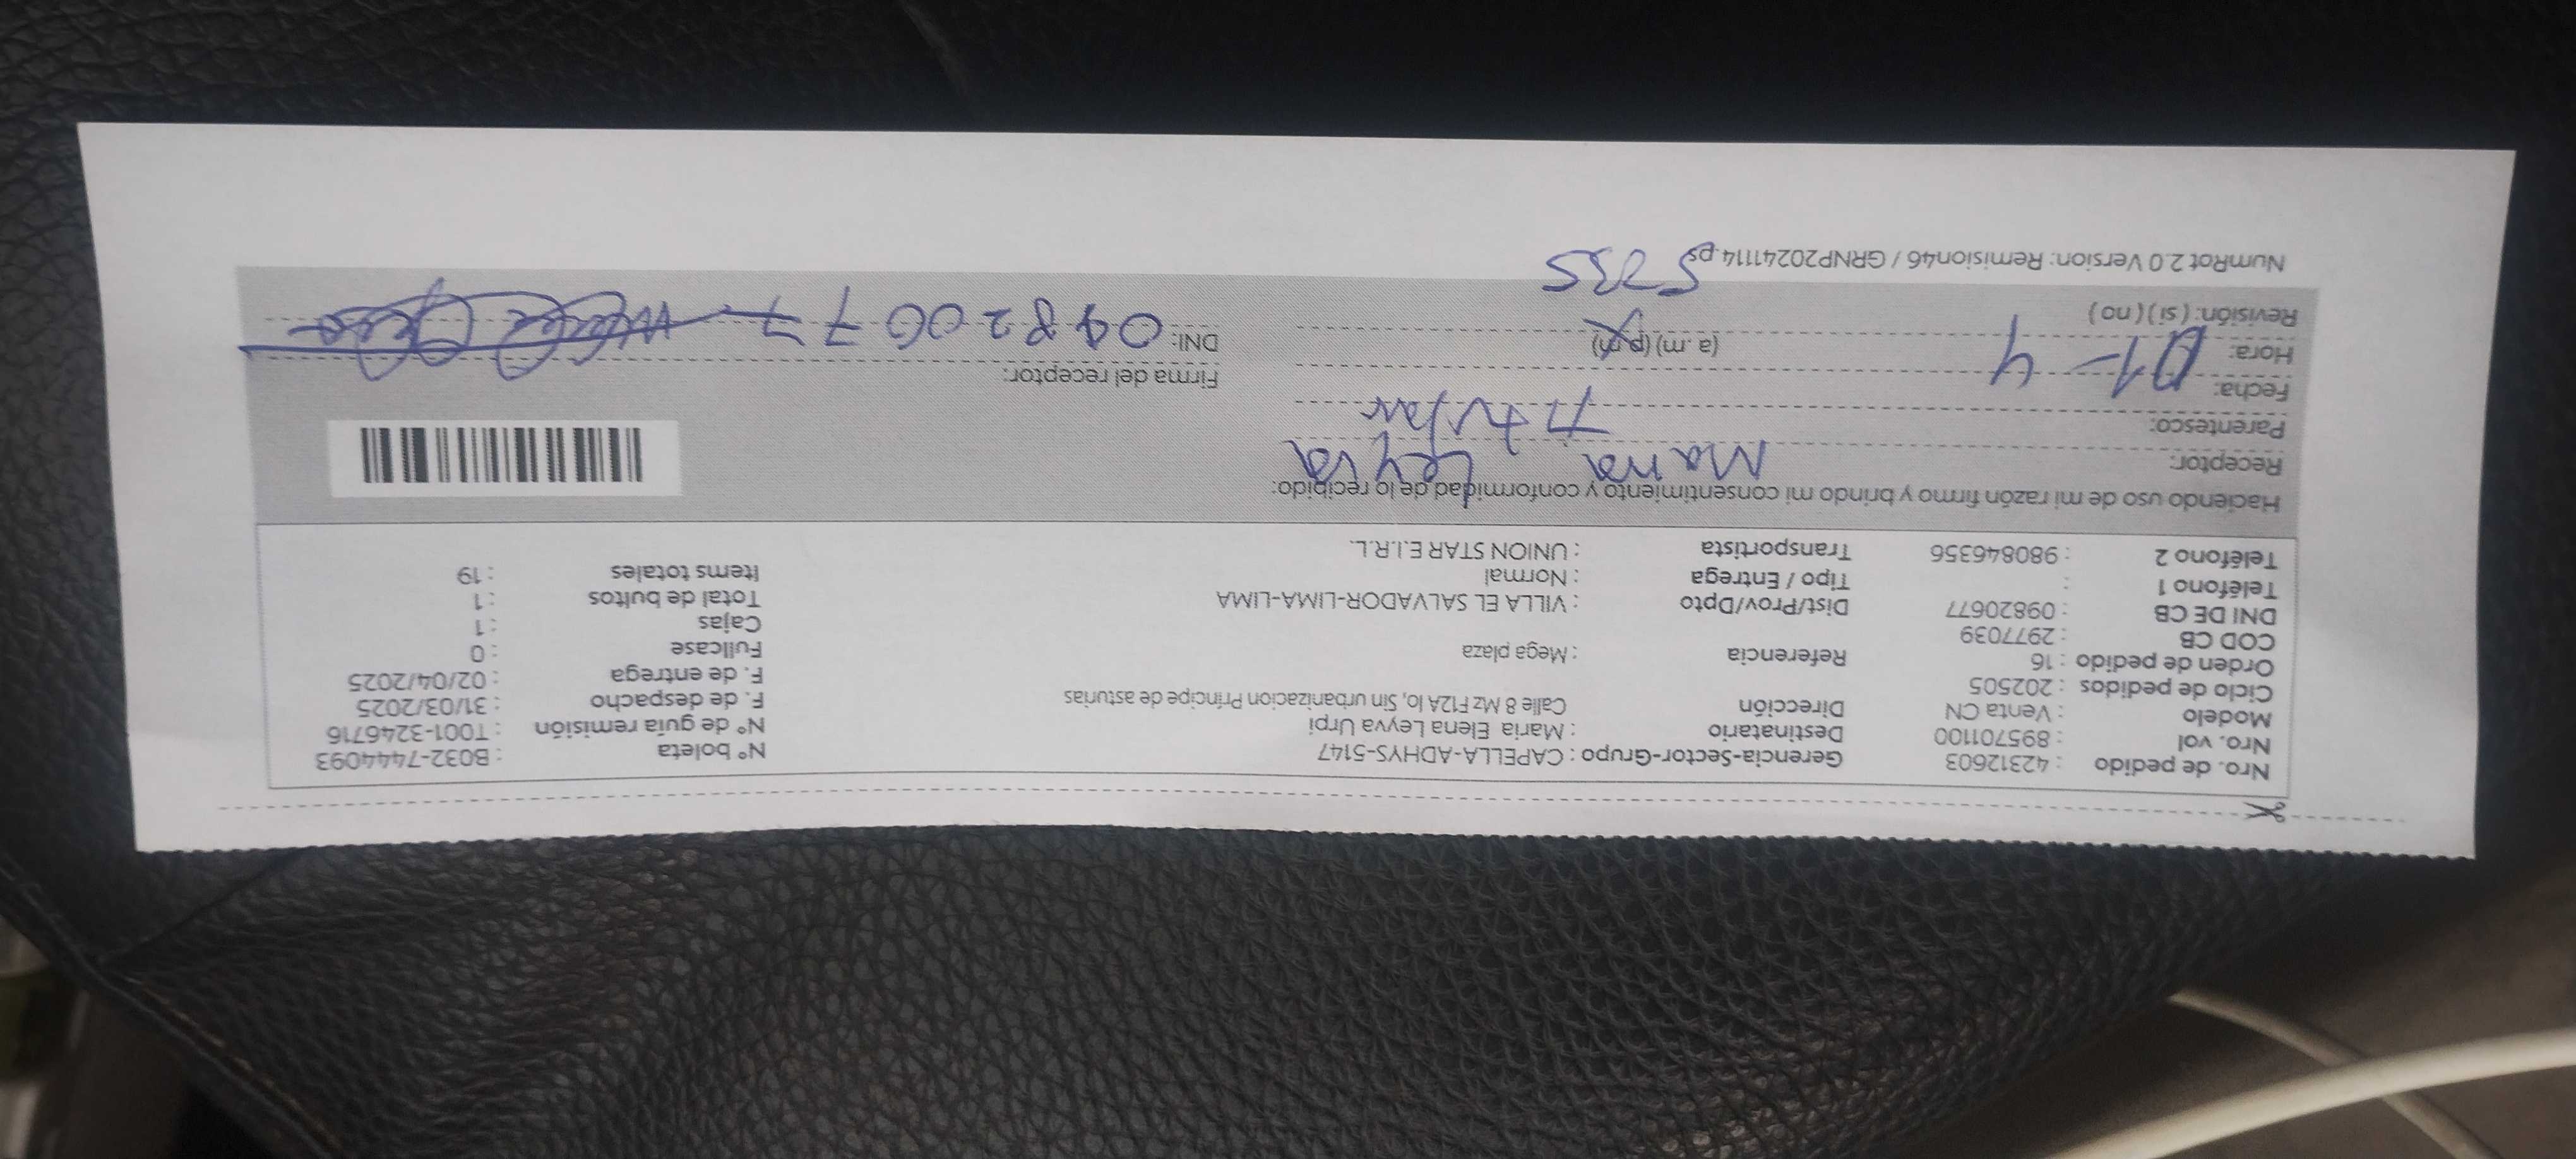 Nro. de pedido : 42312603 Gerencia-Sector-Grupo : CAPELLA-ADHYS-5147 N° boleta : B032-7444093
Nro. vol : 895701100 Destinatario : Maria Elena Leyva Urpi N° de guía remisión : T001-3246716
Modelo : Venta CN Dirección Calle 8 Mz F12A lo, Sin urbanizacion Principe de asturias F. de despacho : 31/03/2025
Ciclo de pedidos : 202505 F. de entrega : 02/04/2025
Orden de pedido : 16 Referencia : Mega plaza Fullcase : 0
COD CB : 2977039 Cajas : 1
DNI DE CB : 09820677 Dist/Prov/Dpto : VILLA EL SALVADOR-LIMA-LIMA Total de bultos : 1
Teléfono 1 : Tipo / Entrega : Normal Items totales : 19
Teléfono 2 : 980846356 Transportista : UNION STAR E.I.R.L.
Haciendo uso de mi razón firmo y brindo mi consentimiento y conformidad de lo recibido:
Receptor: Maria Leyva
Parentesco: Titular
Fecha: 01-4 Firma del receptor:
Hora: (a.m) (p.m) DNI: 09820677
Revisión: ( si ) ( no )
NumRot 2.0 Version: Remision46 / GRNP20241114.ps